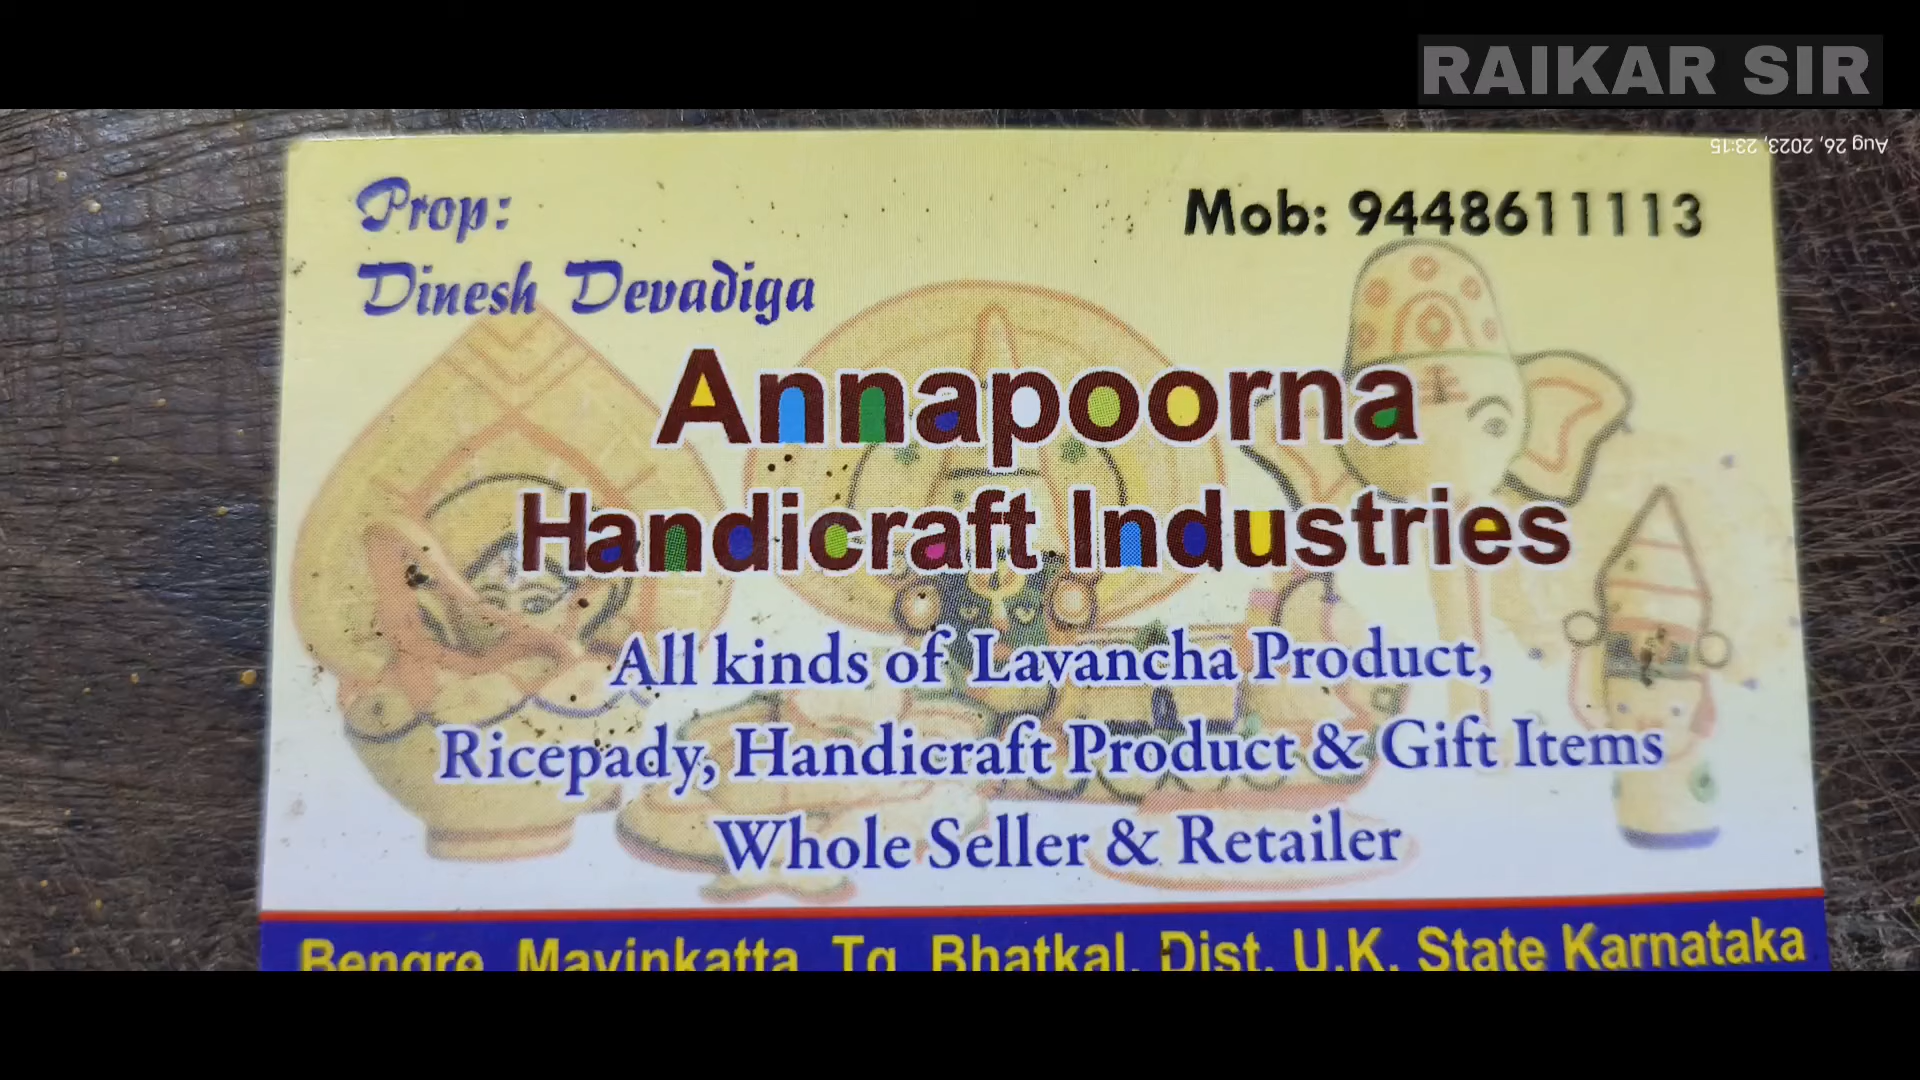 RAIKAR SIR
Aug 26, 2023, 23:15
Prop:
Dinesh Devadiga
Mob: 9448611113
Annapoorna
Handicraft Industries
All kinds of Lavancha Product,
Ricepady, Handicraft Product & Gift Items
Whole Seller & Retailer
Bengre, Mavinkatta, Tq. Bhatkal, Dist. U.K. State Karnataka